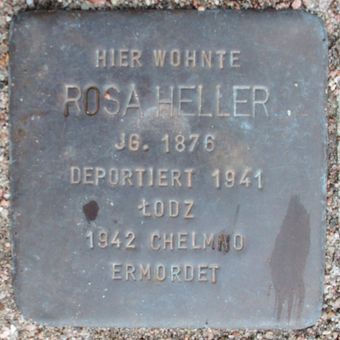 HIER WOHNTE
ROSA HELLER
JG. 1876
DEPORTIERT 1941
ŁODZ
1942 CHELMNO
ERMORDET